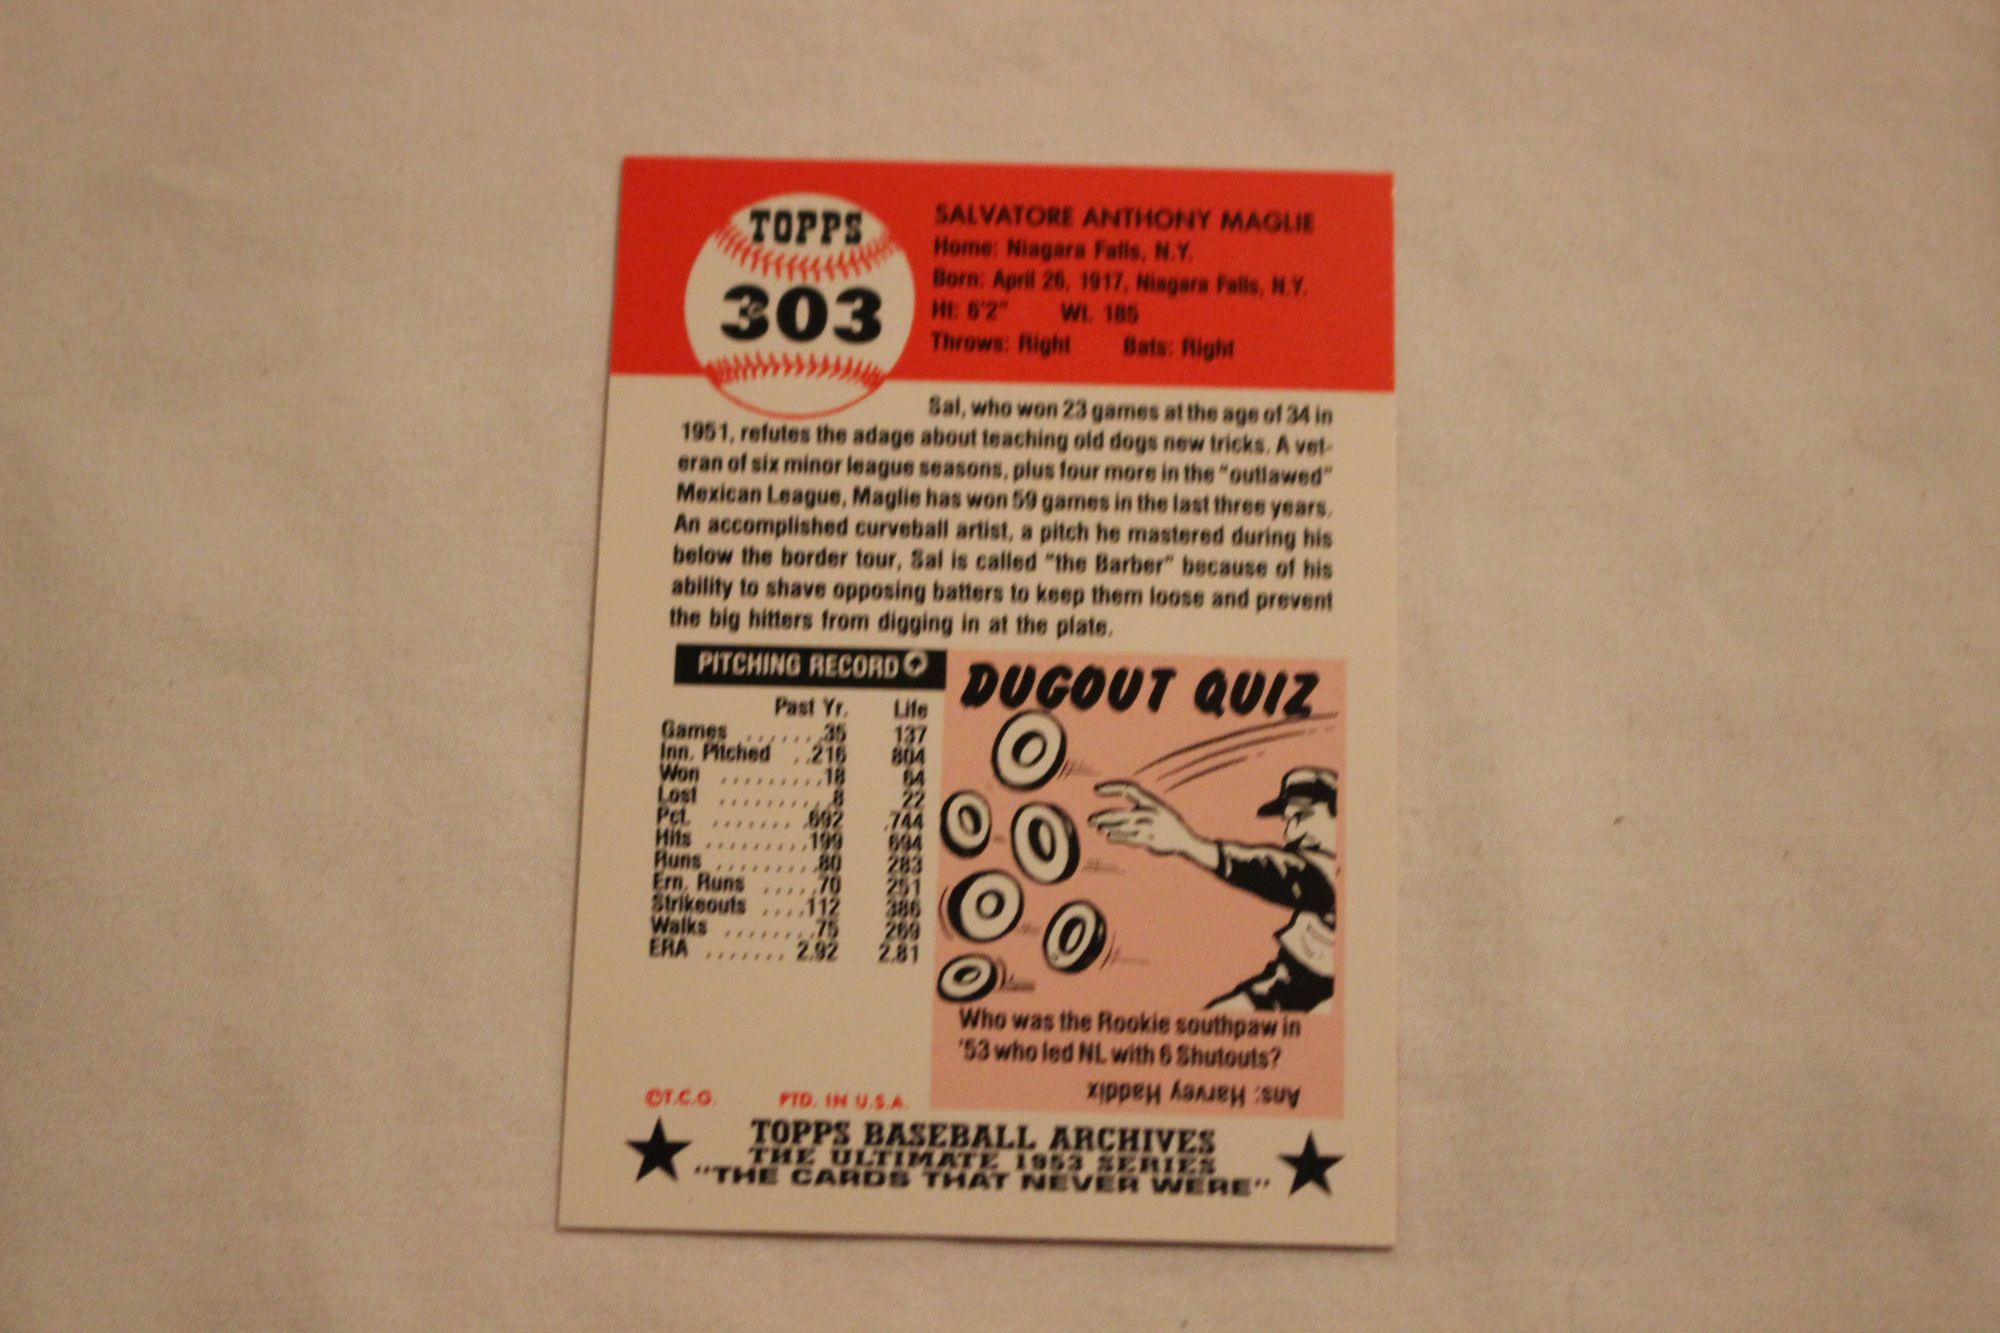 TOPPS
303
SALVATORE ANTHONY MAGLIE
Home: Niagara Falls, N.Y.
Born: April 26, 1917, Niagara Falls, N.Y.
Ht: 6'2" Wt. 185
Throws: Right Bats: Right
Sal, who won 23 games at the age of 34 in
1951, refutes the adage about teaching old dogs new tricks. A vet-
eran of six minor league seasons, plus four more in the "outlawed"
Mexican League, Maglie has won 59 games in the last three years.
An accomplished curveball artist, a pitch he mastered during his
below the border tour, Sal is called "the Barber" because of his
ability to shave opposing batters to keep them loose and prevent
the big hitters from digging in at the plate.
PITCHING RECORD
Past Yr. Life
Games .......35 137
Inn. Pitched ..216 804
Won .........18 64
Lost ..........8 22
Pct. ....... .692 .744
Hits .........199 694
Runs .........80 283
Ern. Runs .....70 251
Strikeouts ....112 386
Walks ........75 269
ERA ....... 2.92 2.81
DUGOUT QUIZ
Who was the Rookie southpaw in
'53 who led NL with 6 Shutouts?
Ans: Harvey Haddix
©T.C.G. PTD. IN U.S.A.
TOPPS BASEBALL ARCHIVES
THE ULTIMATE 1953 SERIES
"THE CARDS THAT NEVER WERE"